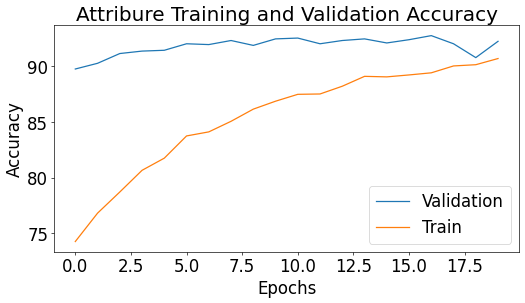 Attribure Training and Validation Accuracy
Accuracy
90
85
80
75
Validation
Train
0.0 2.5 5.0 7.5 10.0 12.5 15.0 17.5
Epochs